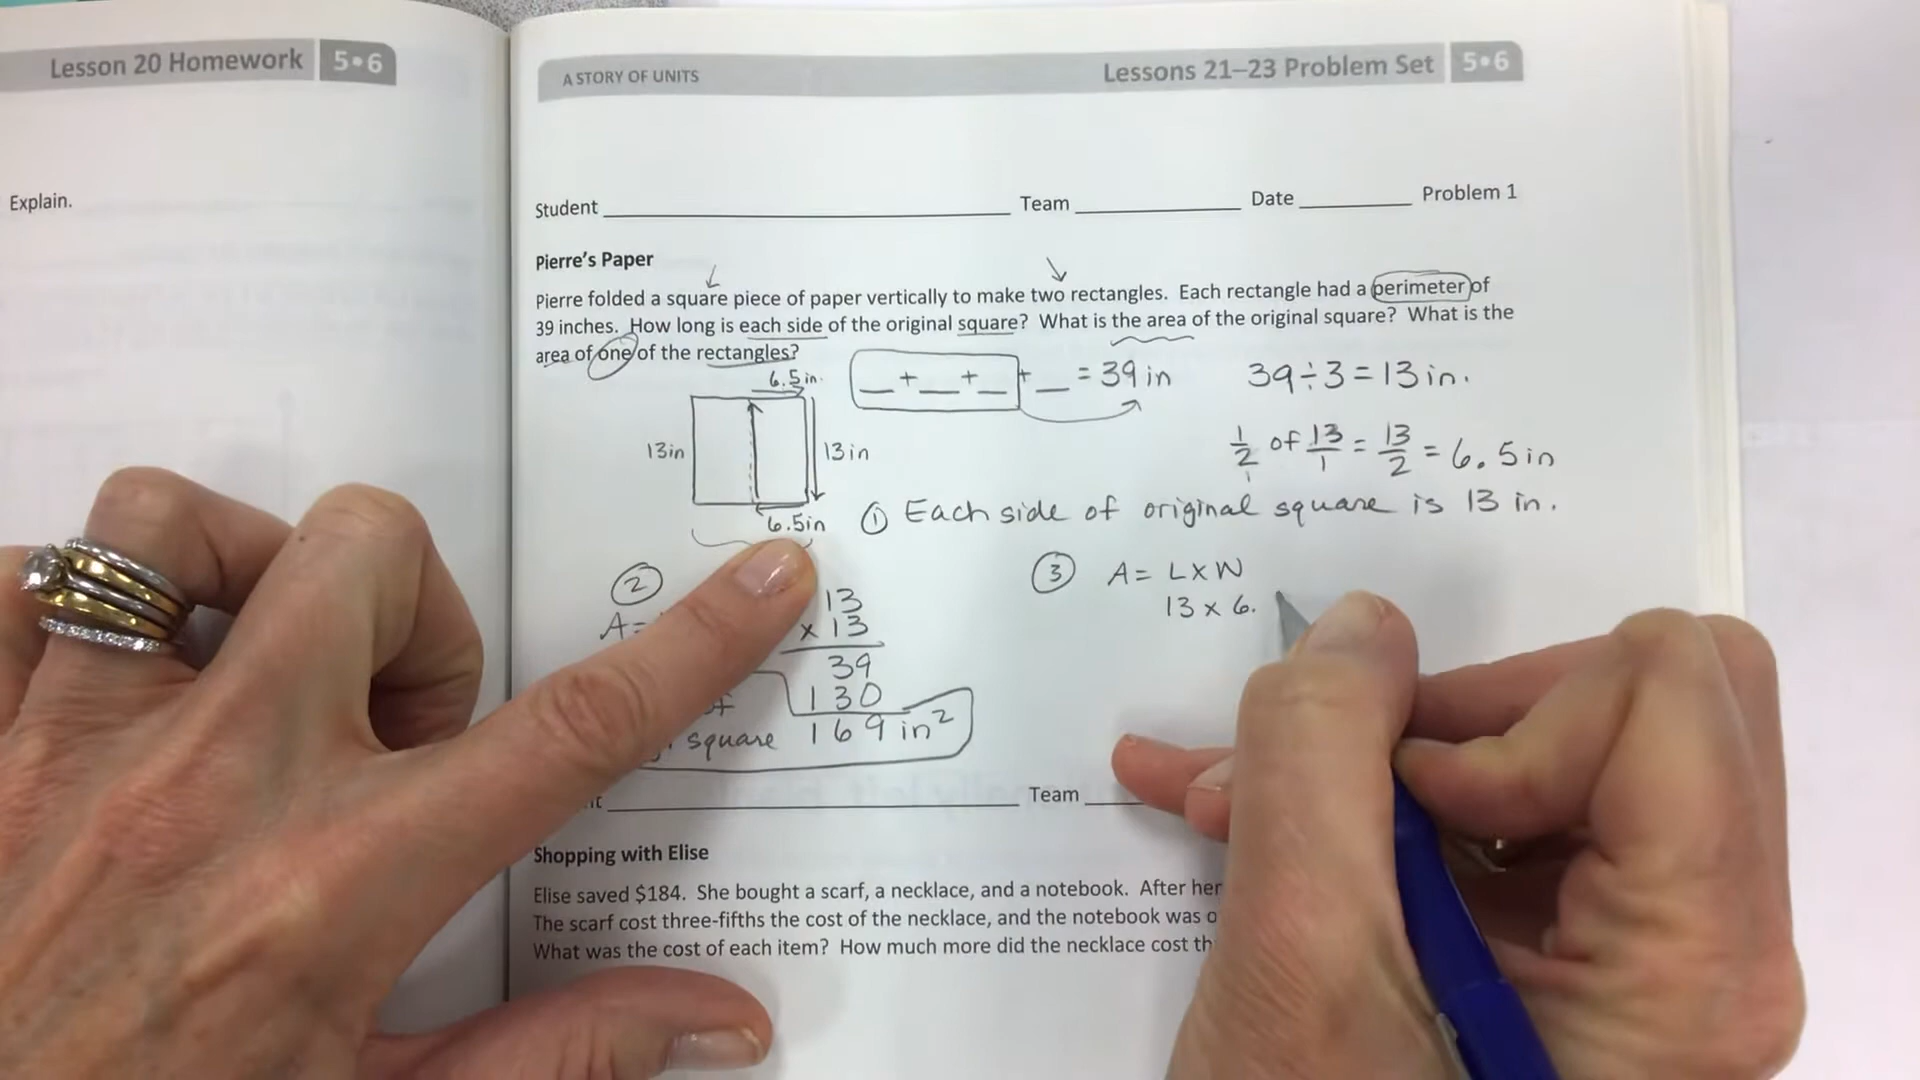 Lesson 20 Homework 5•6
Explain.
A STORY OF UNITS
Lessons 21–23 Problem Set 5•6
Student Team Date Problem 1
Pierre's Paper
Pierre folded a square piece of paper vertically to make two rectangles. Each rectangle had a perimeter of
39 inches. How long is each side of the original square? What is the area of the original square? What is the
area of one of the rectangles?
6.5in.
__ + __ + __ + __ = 39 in
39÷3 = 13 in.
13in
13in
1/2 of 13/1 = 13/2 = 6.5in
6.5in
① Each side of original square is 13 in.
②
A=
13
x 13
39
130
169 in²
square
③ A = L x W
13 x 6.
Team
Shopping with Elise
Elise saved $184. She bought a scarf, a necklace, and a notebook. After her
The scarf cost three-fifths the cost of the necklace, and the notebook was
What was the cost of each item? How much more did the necklace cost